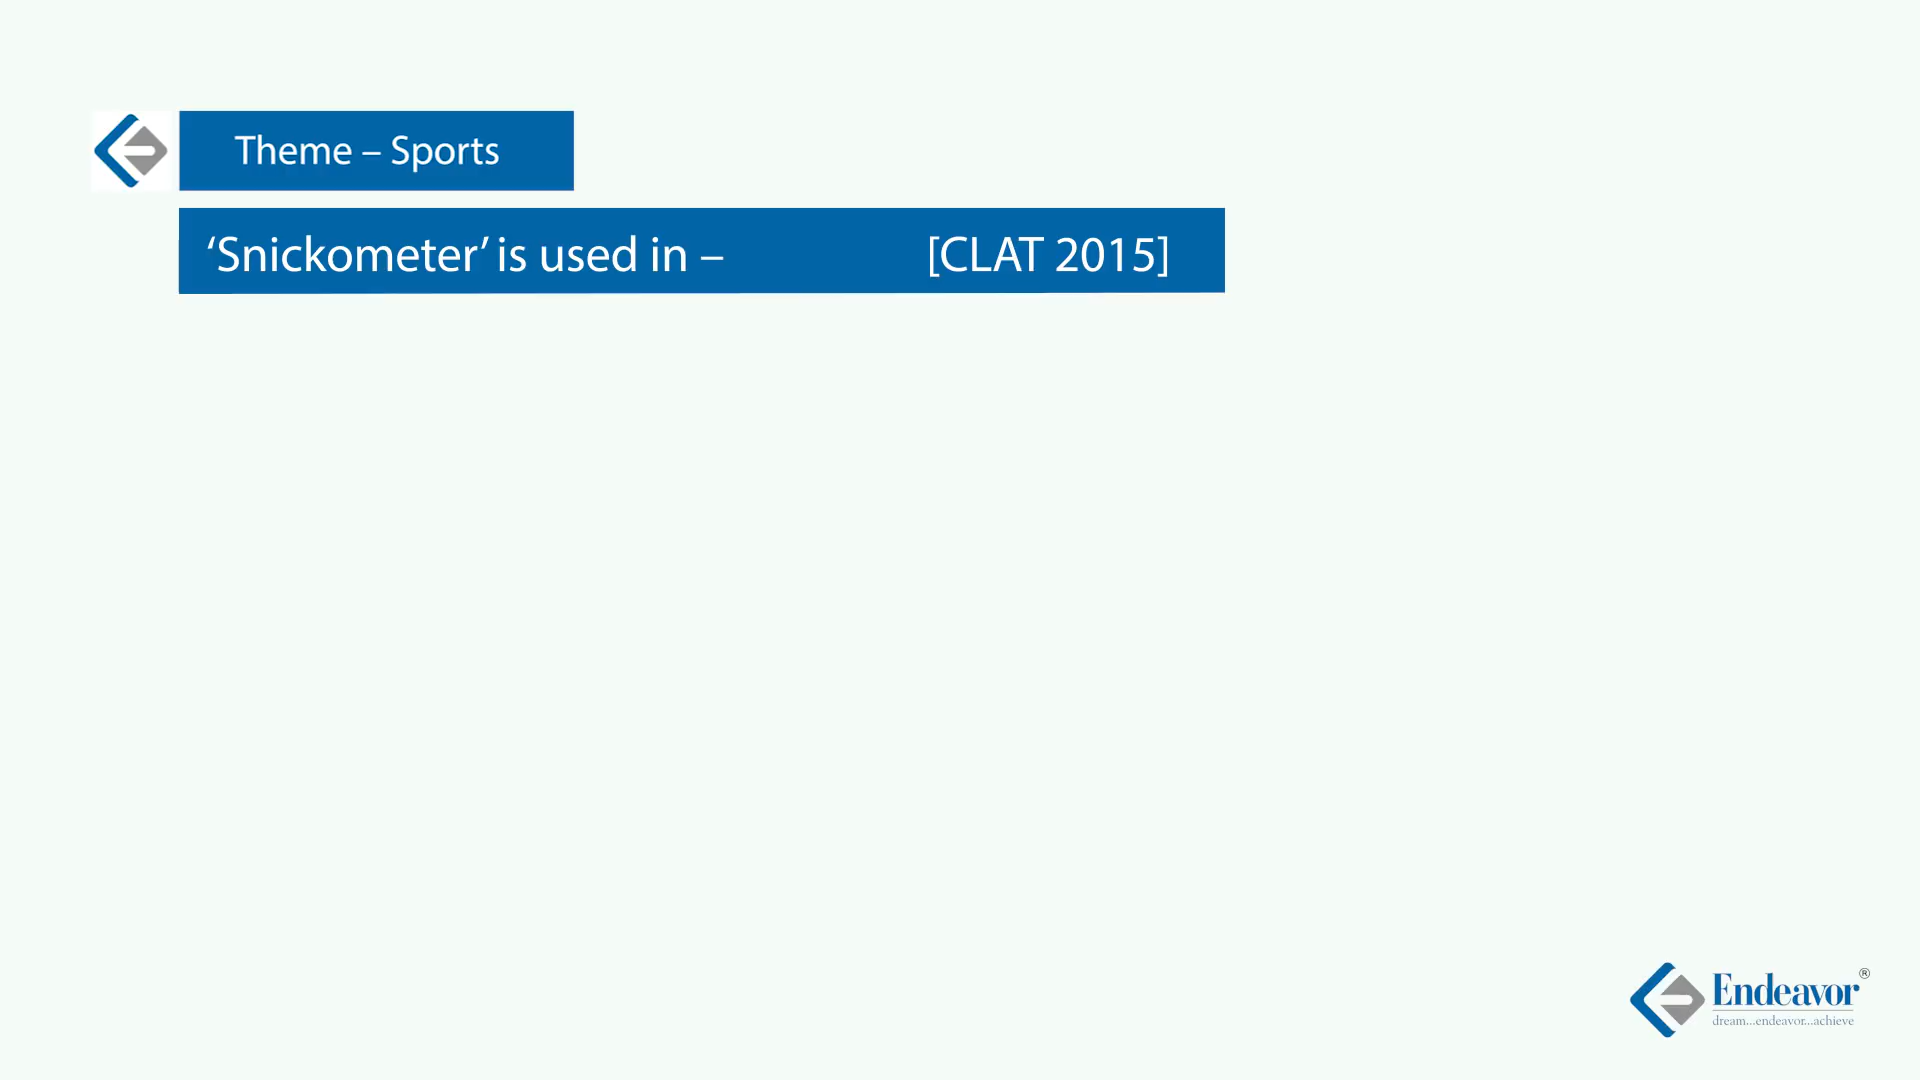 Theme – Sports
‘Snickometer’ is used in – [CLAT 2015]
Endeavor®
dream...endeavor...achieve